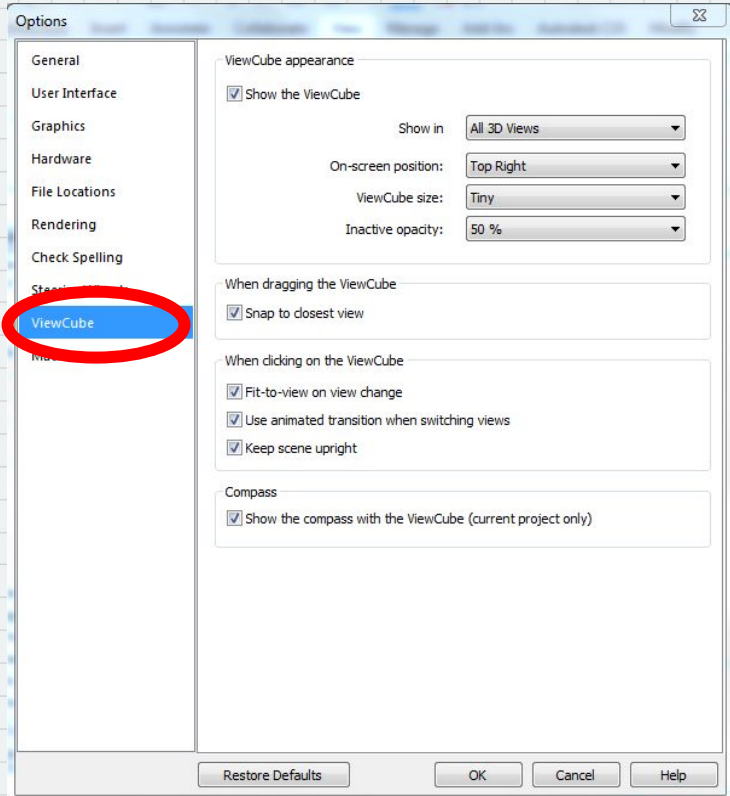 Options
General
User Interface
Graphics
Hardware
File Locations
Rendering
Check Spelling
ViewCube
ViewCube appearance
Show the ViewCube
Show in All 3D Views
On-screen position: Top Right
ViewCube size: Tiny
Inactive opacity: 50 %
When dragging the ViewCube
Snap to closest view
When clicking on the ViewCube
Fit-to-view on view change
Use animated transition when switching views
Keep scene upright
Compass
Show the compass with the ViewCube (current project only)
Restore Defaults OK Cancel Help